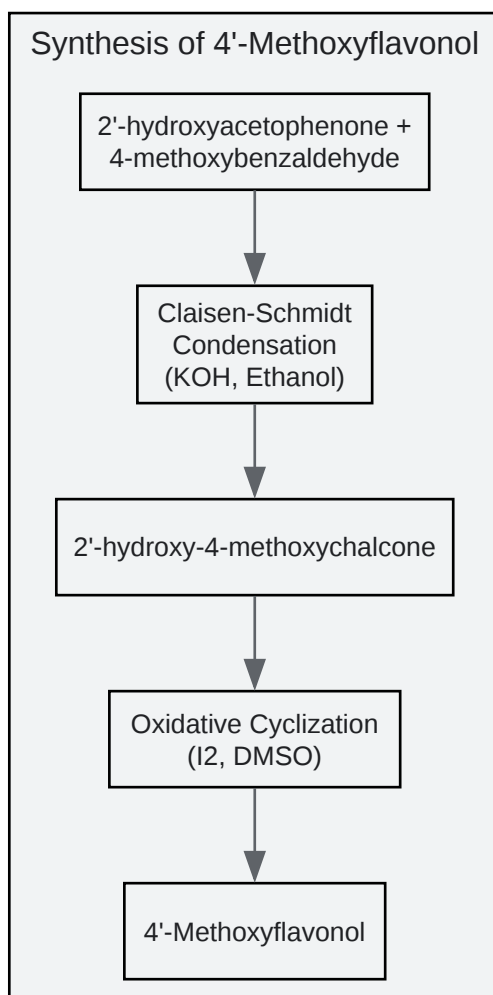 Synthesis of 4'-Methoxyflavonol
2'-hydroxyacetophenone +
4-methoxybenzaldehyde
Claisen-Schmidt
Condensation
(KOH, Ethanol)
2'-hydroxy-4-methoxychalcone
Oxidative Cyclization
(I2, DMSO)
4'-Methoxyflavonol